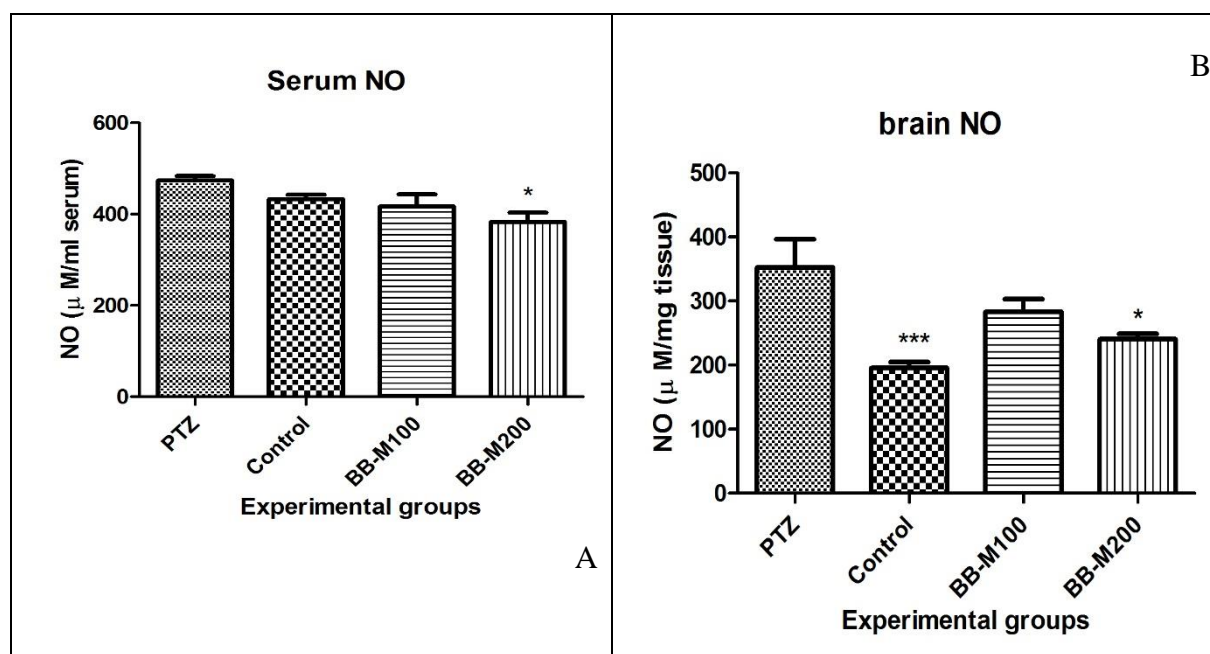 Serum NO
NO (μ M/ml serum)
600
400
200
0
*
PTZ
Control
BB-M100
BB-M200
Experimental groups
A
B
brain NO
NO (μ M/mg tissue)
500
400
300
200
100
0
***
*
PTZ
Control
BB-M100
BB-M200
Experimental groups